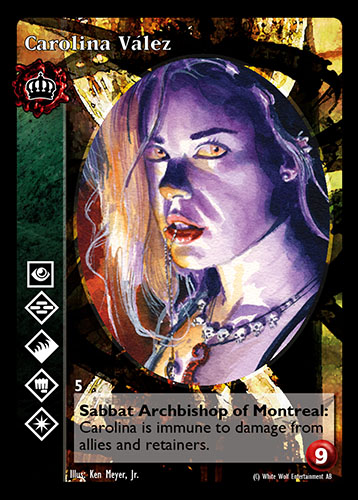 Carolina Vález
5
Sabbat Archbishop of Montreal:
Carolina is immune to damage from
allies and retainers.
9
Illus: Ken Meyer, Jr.
(C) White Wolf Entertainment AB